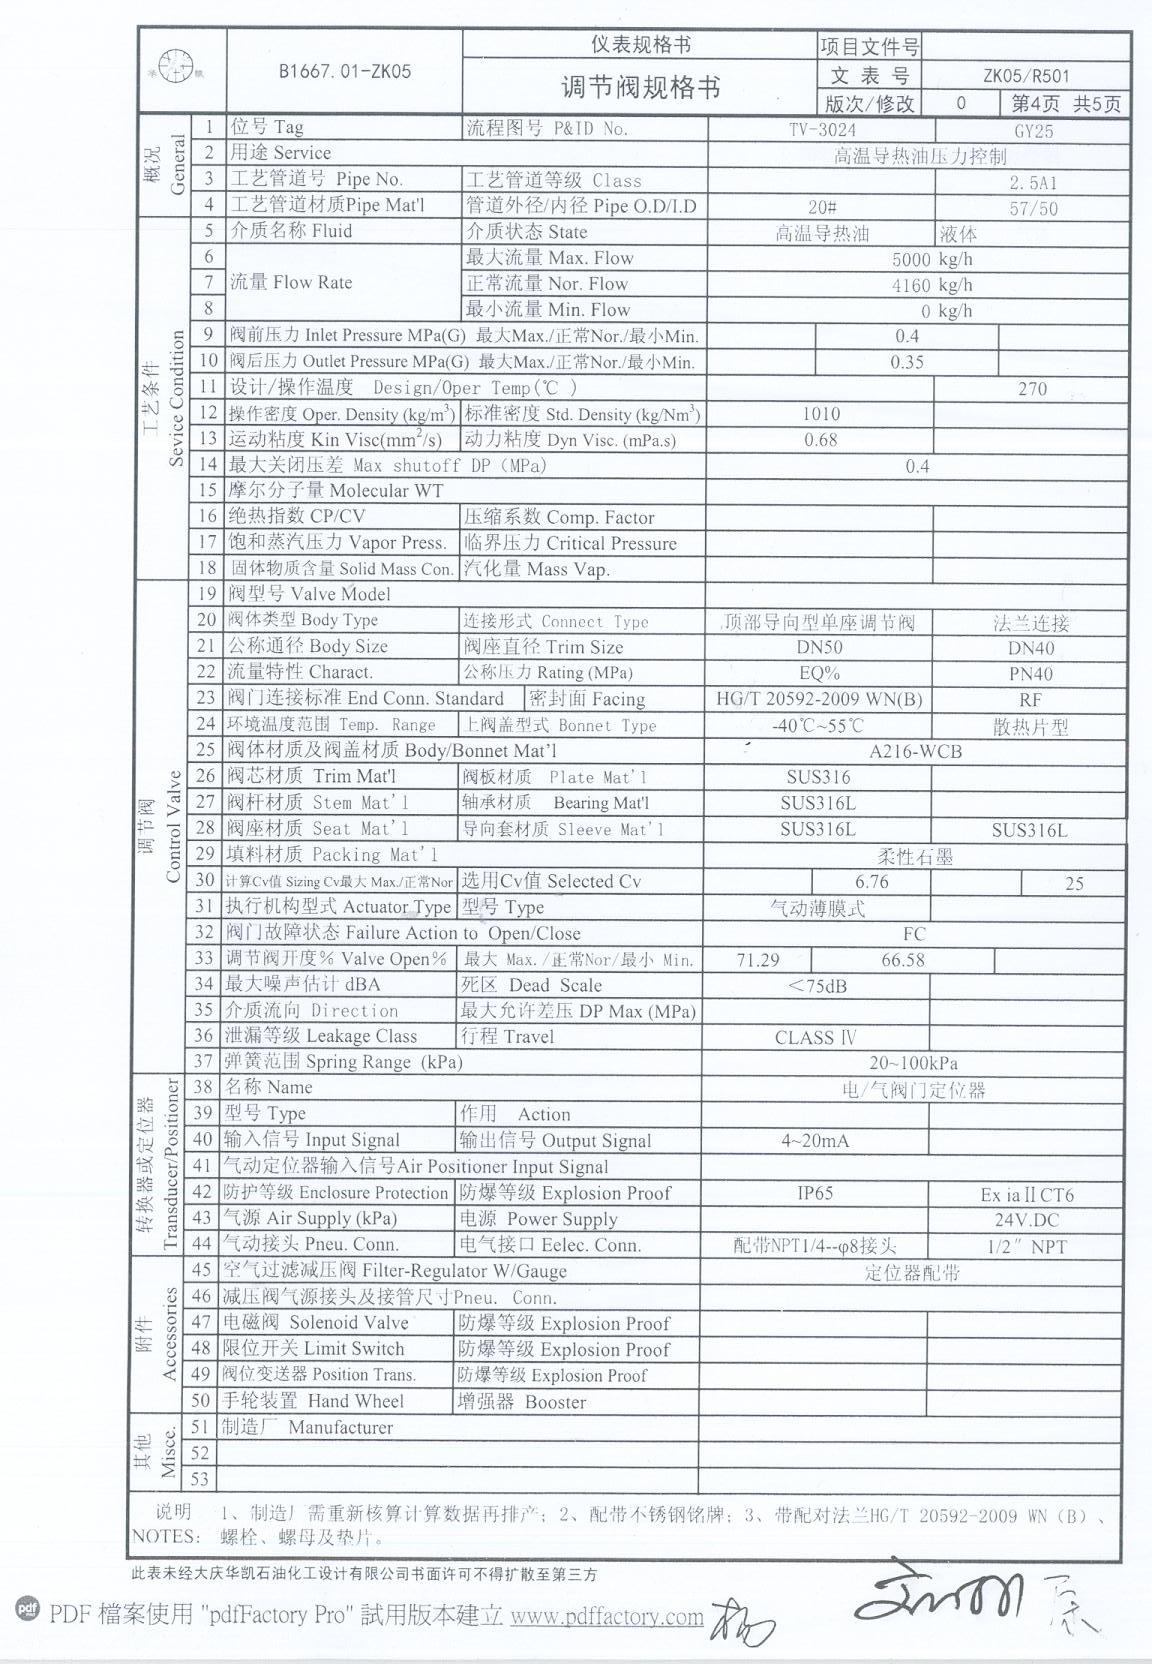 华 凯
B1667.01-ZK05
仪表规格书
调节阀规格书
项目文件号
文 表 号 ZK05/R501
版次/修改 0 第4页 共5页
概况 General
1 位号 Tag 流程图号 P&ID No. TV-3024 GY25
2 用途 Service 高温导热油压力控制
3 工艺管道号 Pipe No. 工艺管道等级 Class 2.5A1
4 工艺管道材质Pipe Mat'l 管道外径/内径 Pipe O.D/I.D 20# 57/50
工艺条件 Sevice Condition
5 介质名称 Fluid 介质状态 State 高温导热油 液体
6 最大流量 Max. Flow 5000 kg/h
7 流量 Flow Rate 正常流量 Nor. Flow 4160 kg/h
8 最小流量 Min. Flow 0 kg/h
9 阀前压力 Inlet Pressure MPa(G) 最大Max./正常Nor./最小Min. 0.4
10 阀后压力 Outlet Pressure MPa(G) 最大Max./正常Nor./最小Min. 0.35
11 设计/操作温度 Design/Oper Temp(℃ ) 270
12 操作密度 Oper. Density (kg/m³) 标准密度 Std. Density (kg/Nm³) 1010
13 运动粘度 Kin Visc(mm²/s) 动力粘度 Dyn Visc. (mPa.s) 0.68
14 最大关闭压差 Max shutoff DP (MPa) 0.4
15 摩尔分子量 Molecular WT
16 绝热指数 CP/CV 压缩系数 Comp. Factor
17 饱和蒸汽压力 Vapor Press. 临界压力 Critical Pressure
18 固体物质含量 Solid Mass Con. 汽化量 Mass Vap.
调节阀 Control Valve
19 阀型号 Valve Model
20 阀体类型 Body Type 连接形式 Connect Type 顶部导向型单座调节阀 法兰连接
21 公称通径 Body Size 阀座直径 Trim Size DN50 DN40
22 流量特性 Charact. 公称压力 Rating (MPa) EQ% PN40
23 阀门连接标准 End Conn. Standard 密封面 Facing HG/T 20592-2009 WN(B) RF
24 环境温度范围 Temp. Range 上阀盖型式 Bonnet Type -40℃~55℃ 散热片型
25 阀体材质及阀盖材质 Body/Bonnet Mat'l A216-WCB
26 阀芯材质 Trim Mat'l 阀板材质 Plate Mat'l SUS316
27 阀杆材质 Stem Mat'l 轴承材质 Bearing Mat'l SUS316L
28 阀座材质 Seat Mat'l 导向套材质 Sleeve Mat'l SUS316L SUS316L
29 填料材质 Packing Mat'l 柔性石墨
30 计算Cv值 Sizing Cv最大 Max./正常Nor 选用Cv值 Selected Cv 6.76 25
31 执行机构型式 Actuator Type 型号 Type 气动薄膜式
32 阀门故障状态 Failure Action to Open/Close FC
33 调节阀开度% Valve Open% 最大 Max./正常Nor/最小 Min. 71.29 66.58
34 最大噪声估计 dBA 死区 Dead Scale <75dB
35 介质流向 Direction 最大允许差压 DP Max (MPa)
36 泄漏等级 Leakage Class 行程 Travel CLASS Ⅳ
37 弹簧范围 Spring Range (kPa) 20~100kPa
转换器或定位器 Transducer/Positioner
38 名称 Name 电/气阀门定位器
39 型号 Type 作用 Action
40 输入信号 Input Signal 输出信号 Output Signal 4~20mA
41 气动定位器输入信号Air Positioner Input Signal
42 防护等级 Enclosure Protection 防爆等级 Explosion Proof IP65 Ex ia II CT6
43 气源 Air Supply (kPa) 电源 Power Supply 24V.DC
44 气动接头 Pneu. Conn. 电气接口 Eelec. Conn. 配带NPT1/4--φ8接头 1/2″ NPT
附件 Accessories
45 空气过滤减压阀 Filter-Regulator W/Gauge 定位器配带
46 减压阀气源接头及接管尺寸Pneu. Conn.
47 电磁阀 Solenoid Valve 防爆等级 Explosion Proof
48 限位开关 Limit Switch 防爆等级 Explosion Proof
49 阀位变送器 Position Trans. 防爆等级 Explosion Proof
50 手轮装置 Hand Wheel 增强器 Booster
其他 Misce.
51 制造厂 Manufacturer
52
53
说明 1、制造厂需重新核算计算数据再排产;2、配带不锈钢铭牌;3、带配对法兰HG/T 20592-2009 WN (B)、
NOTES: 螺栓、螺母及垫片。
此表未经大庆华凯石油化工设计有限公司书面许可不得扩散至第三方
pdf PDF 檔案使用 "pdfFactory Pro" 試用版本建立 www.pdffactory.com
杨